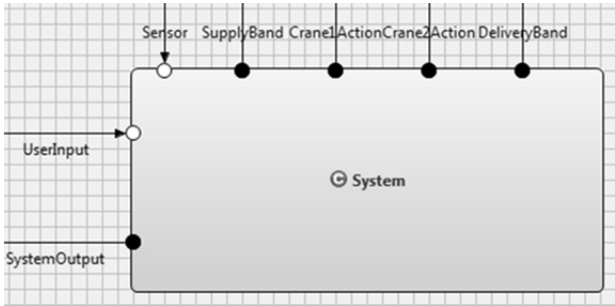 Sensor SupplyBand Crane1Action Crane2Action DeliveryBand
UserInput
System
SystemOutput